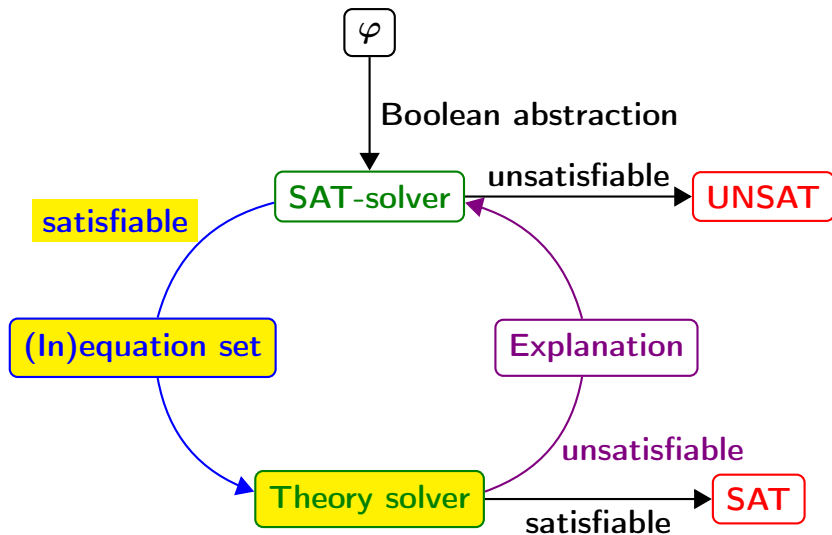 φ
Boolean abstraction
SAT-solver
unsatisfiable
UNSAT
satisfiable
(In)equation set
Explanation
unsatisfiable
Theory solver
satisfiable
SAT